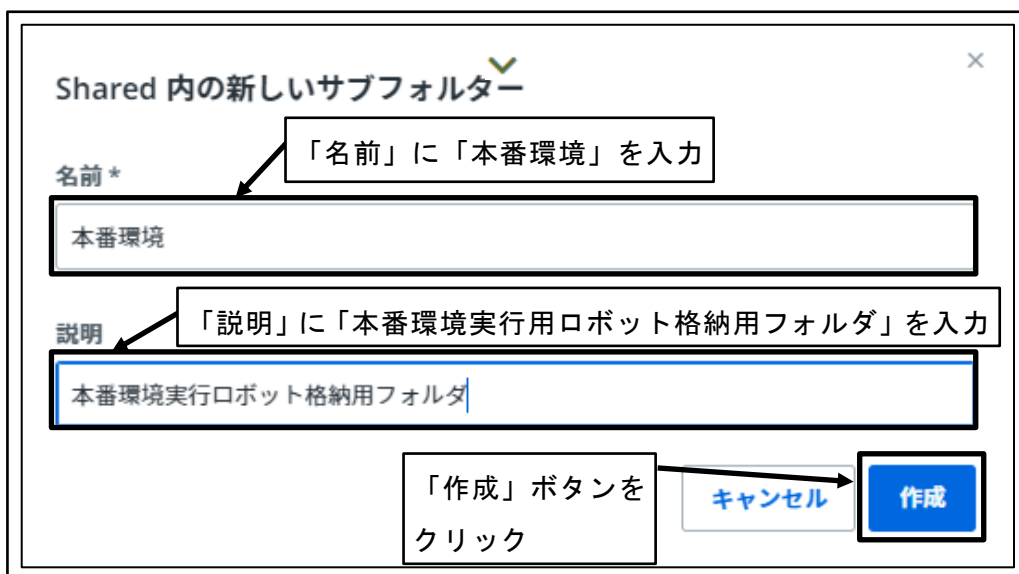 Shared 内の新しいサブフォルター
「名前」に「本番環境」を入力
名前 *
本番環境
「説明」に「本番環境実行用ロボット格納用フォルダ」を入力
説明
本番環境実行ロボット格納用フォルダ
「作成」ボタンを
クリック
キャンセル
作成